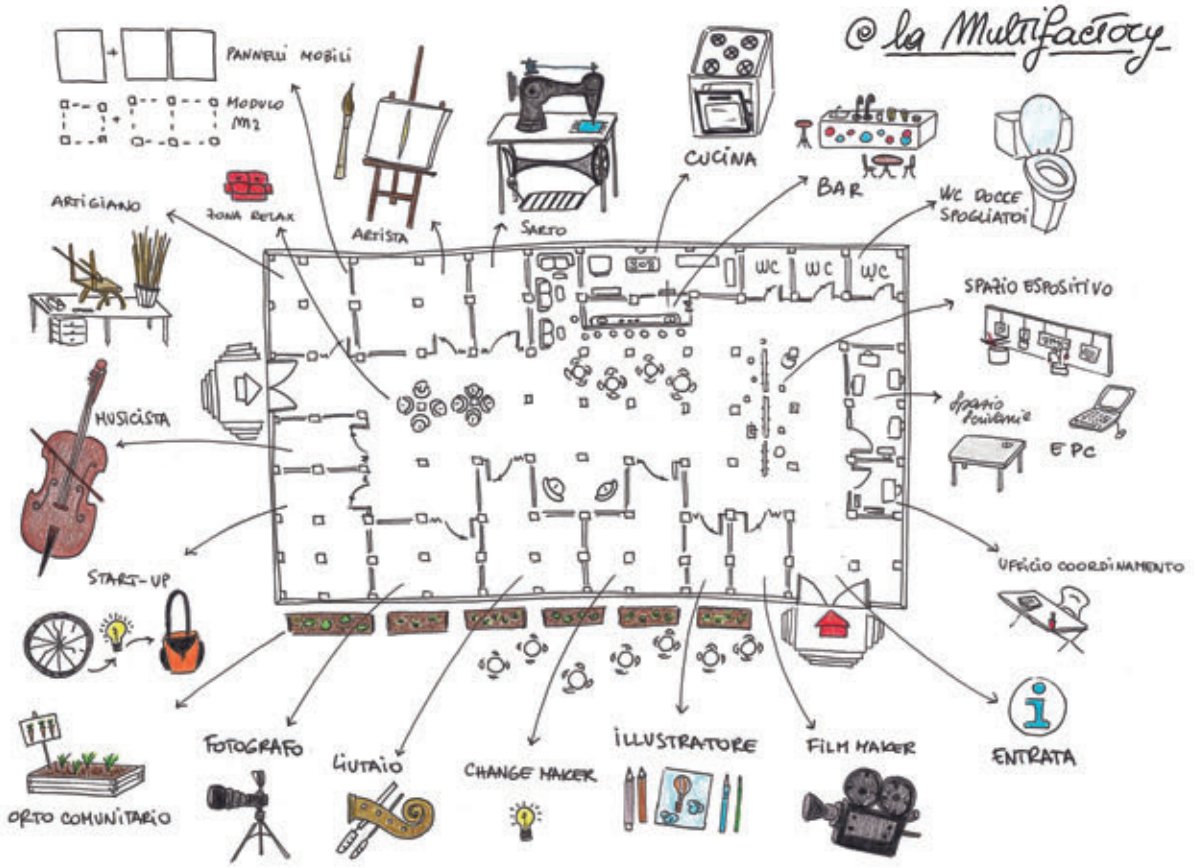 @ la Multifactory
PANNELLI MOBILI
MODULO
M2
ARTIGIANO
ZONA RELAX
ARTISTA
SARTO
CUCINA
BAR
WC DOCCE
SPOGLIATOI
WC
WC
WC
SPAZIO ESPOSITIVO
MUSICISTA
Spazio
Scrivanie
E PC
START-UP
UFFICIO COORDINAMENTO
ORTO COMUNITARIO
FOTOGRAFO
LIUTAIO
CHANGE MAKER
ILLUSTRATORE
FILM MAKER
i
ENTRATA